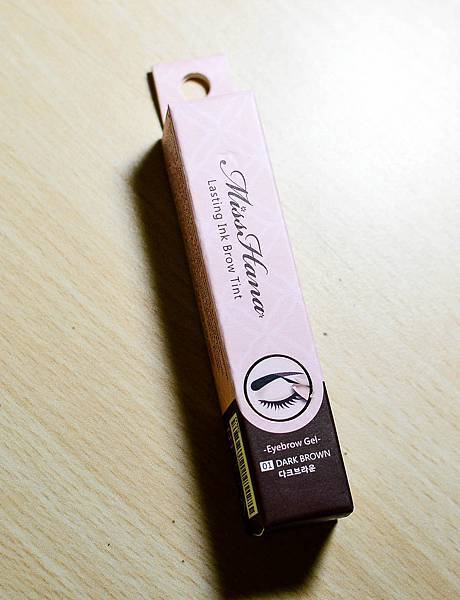 Miss Hana
Lasting Ink Brow Tint
-Eyebrow Gel-
01 DARK BROWN
다크브라운